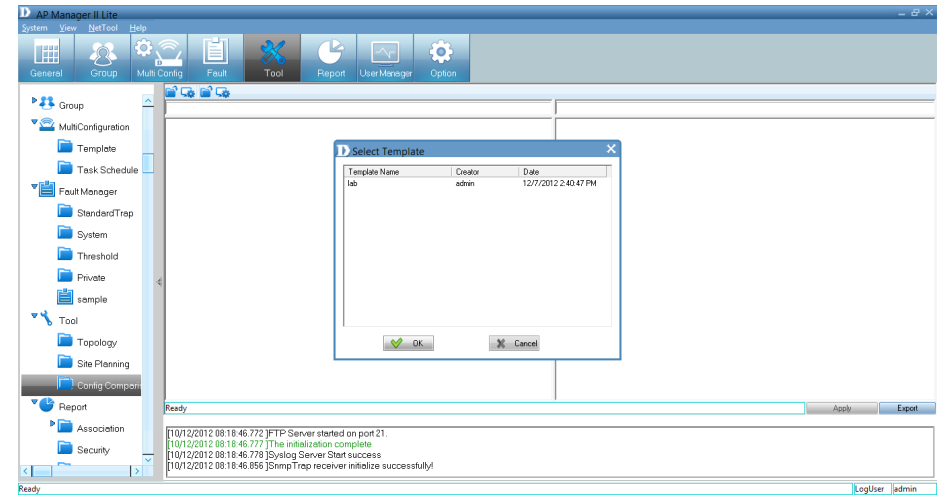 AP Manager II Lite
System View NetTool Help
General Group Multi Config Fault Tool Report UserManager Option
Group
MultiConfiguration
Template
Task Schedule
FaultManager
StandardTrap
System
Threshold
Private
sample
Tool
Topology
Site Planning
Config Comparis
Report
Association
Security
Select Template
Template Name Creator Date
lab admin 12/7/2012 2:40:47 PM
OK Cancel
Ready
Apply Export
[10/12/2012 08:18:46.772 ]FTP Server started on port 21.
[10/12/2012 08:18:46.777 ]The initialization complete
[10/12/2012 08:18:46.778 ]Syslog Server Start success
[10/12/2012 08:18:46.856 ]SnmpTrap receiver initialize successfully!
Ready
LogUser admin